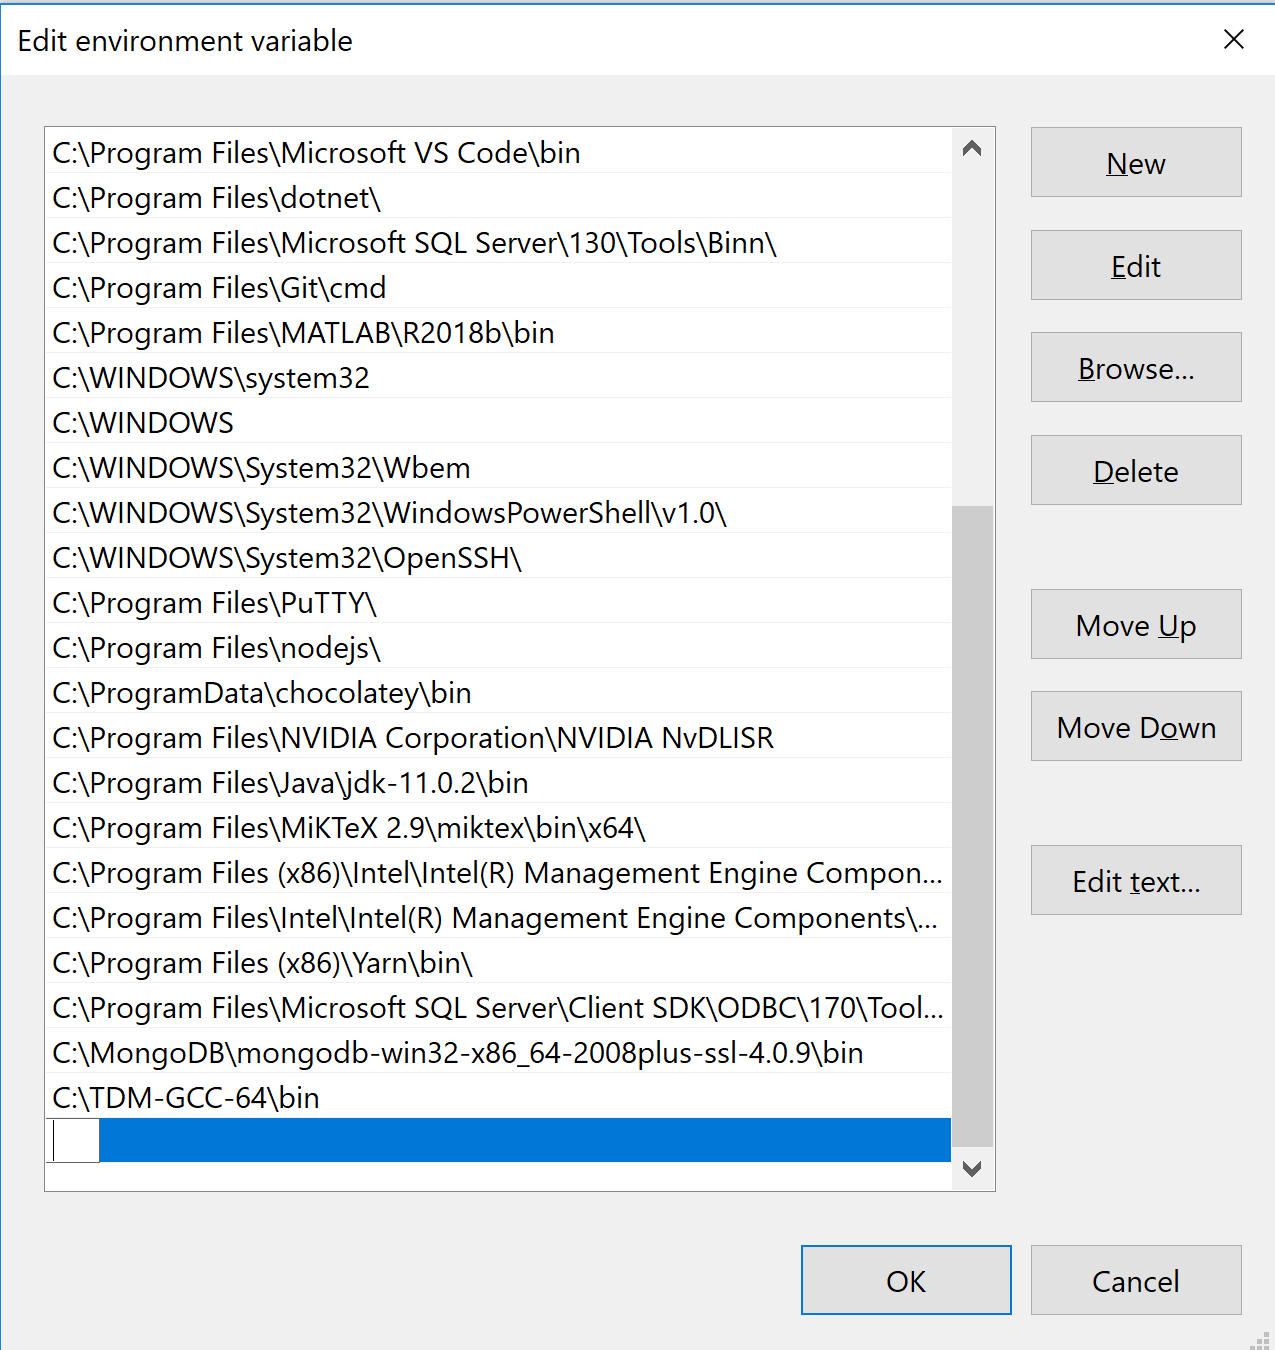 Edit environment variable
C:\Program Files\Microsoft VS Code\bin
C:\Program Files\dotnet\
C:\Program Files\Microsoft SQL Server\130\Tools\Binn\
C:\Program Files\Git\cmd
C:\Program Files\MATLAB\R2018b\bin
C:\WINDOWS\system32
C:\WINDOWS
C:\WINDOWS\System32\Wbem
C:\WINDOWS\System32\WindowsPowerShell\v1.0\
C:\WINDOWS\System32\OpenSSH\
C:\Program Files\PuTTY\
C:\Program Files\nodejs\
C:\ProgramData\chocolatey\bin
C:\Program Files\NVIDIA Corporation\NVIDIA NvDLISR
C:\Program Files\Java\jdk-11.0.2\bin
C:\Program Files\MiKTeX 2.9\miktex\bin\x64\
C:\Program Files (x86)\Intel\Intel(R) Management Engine Compon...
C:\Program Files\Intel\Intel(R) Management Engine Components\...
C:\Program Files (x86)\Yarn\bin\
C:\Program Files\Microsoft SQL Server\Client SDK\ODBC\170\Tool...
C:\MongoDB\mongodb-win32-x86_64-2008plus-ssl-4.0.9\bin
C:\TDM-GCC-64\bin
New
Edit
Browse...
Delete
Move Up
Move Down
Edit text...
OK
Cancel